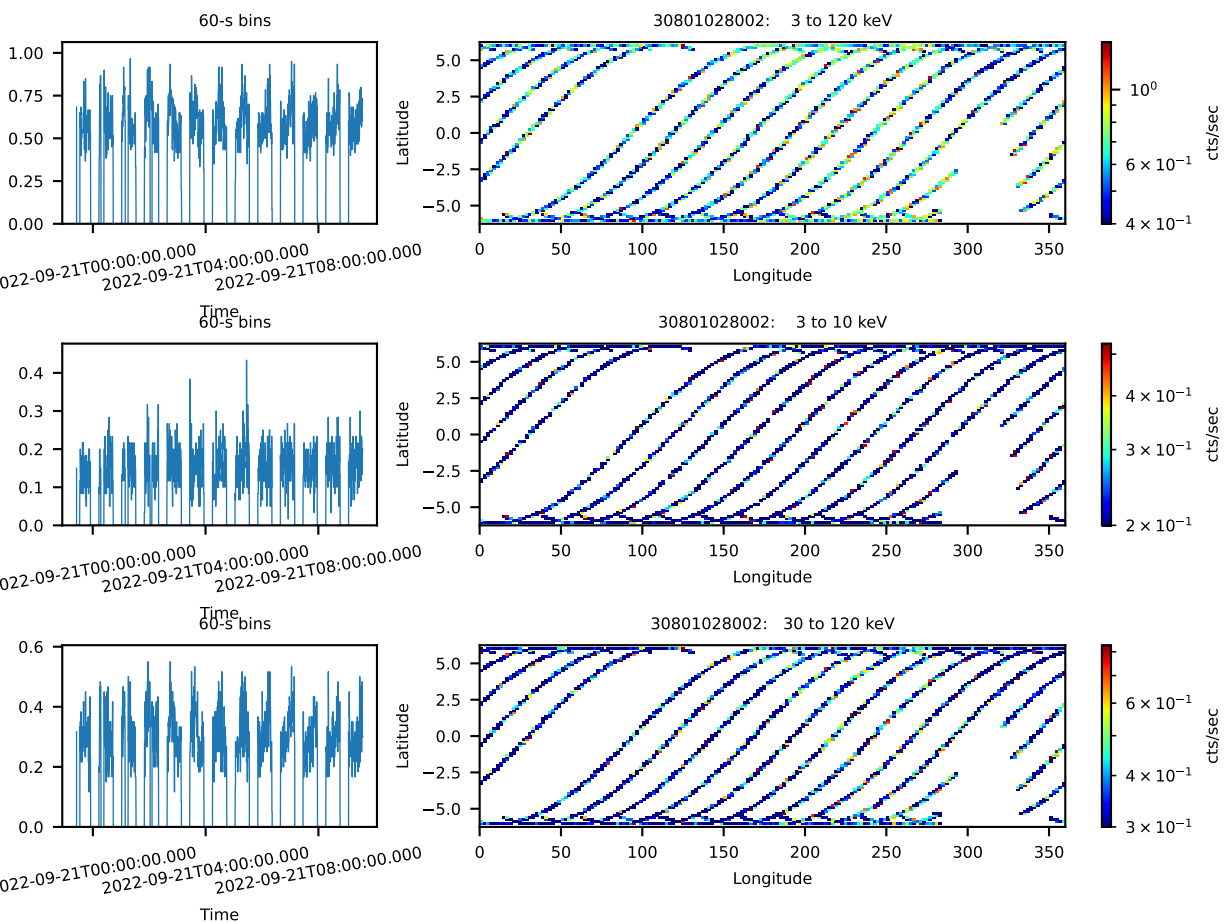 60-s bins
30801028002: 3 to 120 keV
1.00
0.75
0.50
0.25
0.00
022-09-21T00:00:00.000
2022-09-21T04:00:00.000
2022-09-21T08:00:00.000
Time
Latitude
5.0
2.5
0.0
−2.5
−5.0
0 50 100 150 200 250 300 350
Longitude
10⁰
6 × 10⁻¹
4 × 10⁻¹
cts/sec
60-s bins
30801028002: 3 to 10 keV
0.4
0.3
0.2
0.1
0.0
022-09-21T00:00:00.000
2022-09-21T04:00:00.000
2022-09-21T08:00:00.000
Time
Latitude
5.0
2.5
0.0
−2.5
−5.0
0 50 100 150 200 250 300 350
Longitude
4 × 10⁻¹
3 × 10⁻¹
2 × 10⁻¹
cts/sec
60-s bins
30801028002: 30 to 120 keV
0.6
0.4
0.2
0.0
022-09-21T00:00:00.000
2022-09-21T04:00:00.000
2022-09-21T08:00:00.000
Time
Latitude
5.0
2.5
0.0
−2.5
−5.0
0 50 100 150 200 250 300 350
Longitude
6 × 10⁻¹
4 × 10⁻¹
3 × 10⁻¹
cts/sec